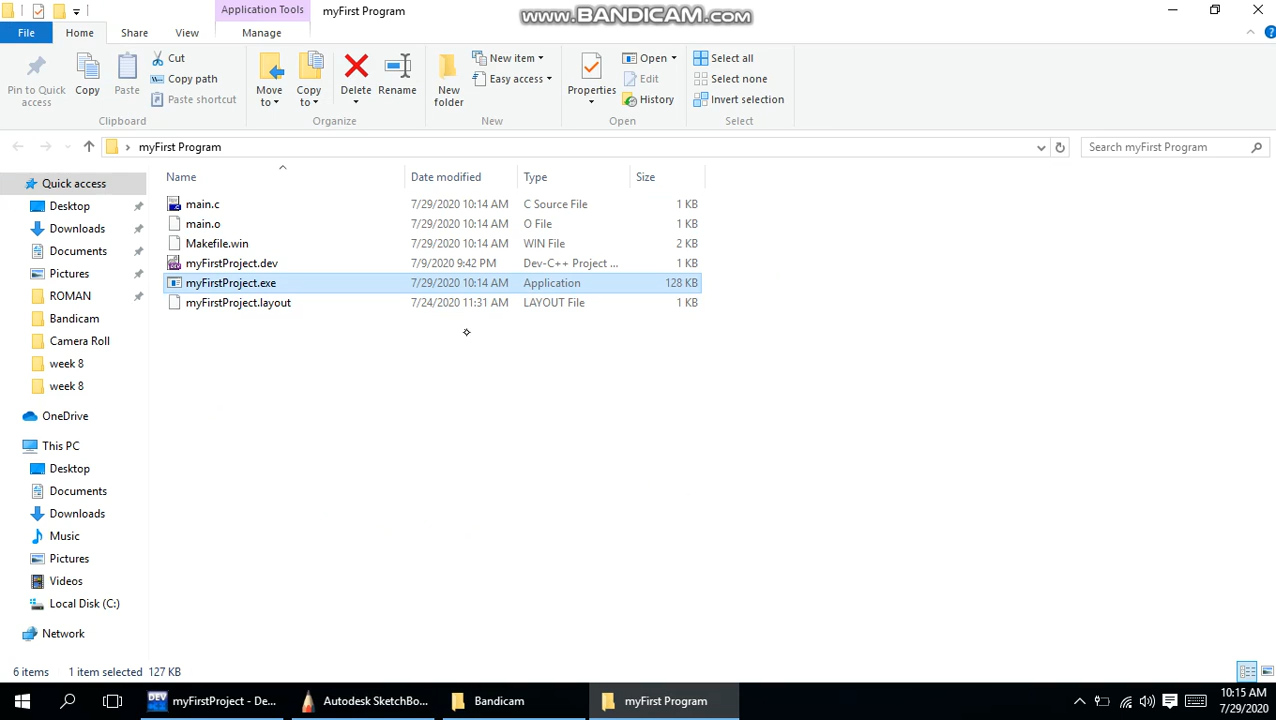 Application Tools
myFirst Program
www.BANDICAM.com
File
Home
Share
View
Manage
Pin to Quick access
Copy
Paste
Cut
Copy path
Paste shortcut
Clipboard
Move to
Copy to
Delete
Rename
Organize
New folder
New item
Easy access
New
Properties
Open
Edit
History
Open
Select all
Select none
Invert selection
Select
myFirst Program
Search myFirst Program
Name
Date modified
Type
Size
Quick access
Desktop
Downloads
Documents
Pictures
ROMAN
Bandicam
Camera Roll
week 8
week 8
OneDrive
This PC
Desktop
Documents
Downloads
Music
Pictures
Videos
Local Disk (C:)
Network
main.c 7/29/2020 10:14 AM C Source File 1 KB
main.o 7/29/2020 10:14 AM O File 1 KB
Makefile.win 7/29/2020 10:14 AM WIN File 2 KB
myFirstProject.dev 7/9/2020 9:42 PM Dev-C++ Project ... 1 KB
myFirstProject.exe 7/29/2020 10:14 AM Application 128 KB
myFirstProject.layout 7/24/2020 11:31 AM LAYOUT File 1 KB
6 items 1 item selected 127 KB
DEV
myFirstProject - De...
Autodesk SketchBo...
Bandicam
myFirst Program
10:15 AM
7/29/2020